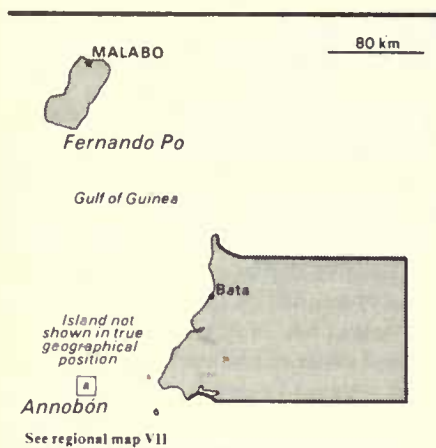 MALABO
80 km
Fernando Po
Gulf of Guinea
Bata
Island not
shown in true
geographical
position
Annobón
See regional map VII